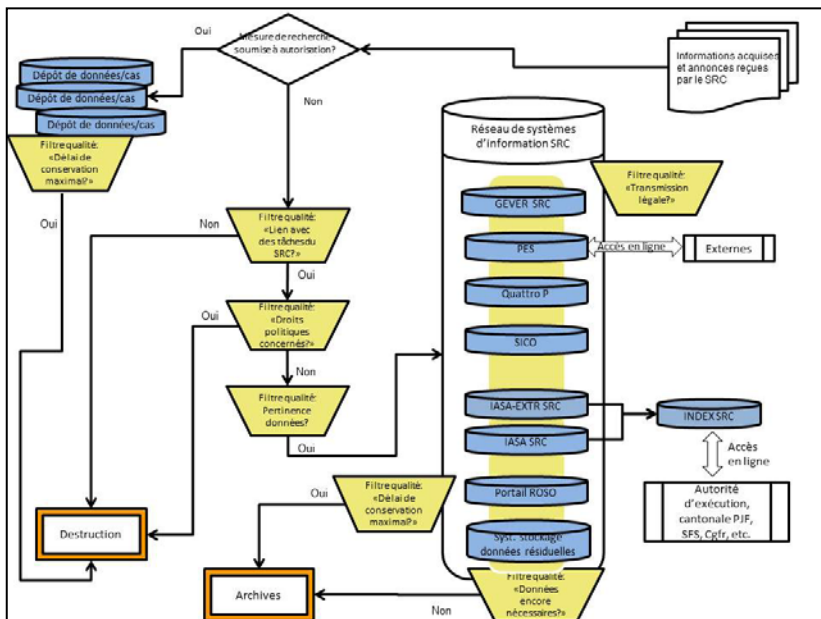 Oui
Mesure de recherche
soumise à autorisation?
Informations acquises
et annonces reçues
par le SRC
Dépôt de données/cas
Dépôt de données/cas
Dépôt de données/cas
Non
Filtre qualité:
«Délai de
conservation
maximal?»
Oui
Réseau de systèmes
d'information SRC
Filtre qualité:
«Transmission
légale?»
GEVER SRC
Non
Filtre qualité:
«Lien avec
des tâches du
SRC?»
Oui
PES
Accès en ligne
Externes
Quattro P
Oui
Filtre qualité:
«Droits
politiques
concernés?»
Non
SICO
Filtre qualité:
Pertinence
données?
Oui
IASA-EXTR SRC
INDEX SRC
IASA SRC
Accès
en ligne
Oui
Filtre qualité:
«Délai de
conservation
maximal?»
Portail ROSO
Autorité
d'exécution,
cantonale PJF,
SFS, Cgfr, etc.
Destruction
Syst. stockage
données résiduelles
Archives
Non
Filtre qualité:
«Données
encore
nécessaires?»